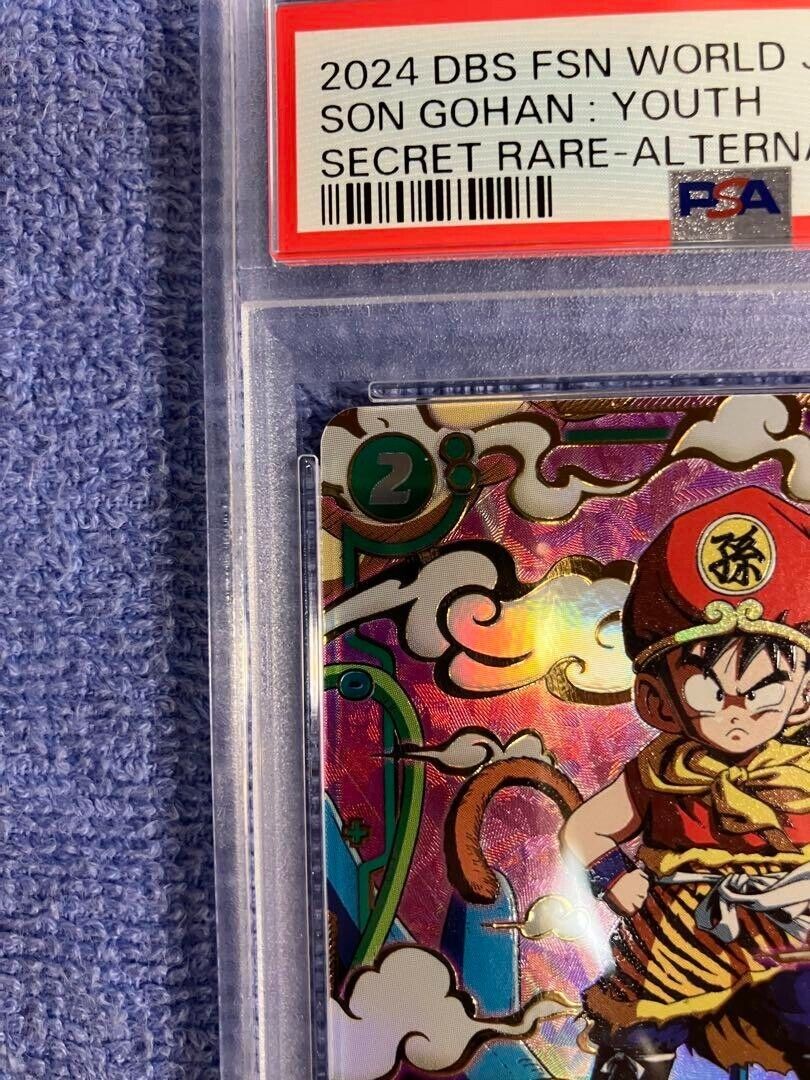 2024 DBS FSN WORLD
SON GOHAN : YOUTH
SECRET RARE-ALTERNA
PSA
2
孫